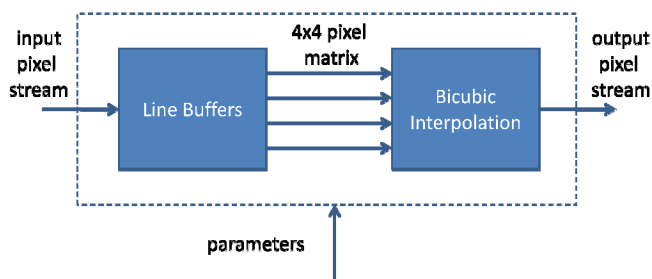 input
pixel
stream
Line Buffers
4x4 pixel
matrix
Bicubic
Interpolation
output
pixel
stream
parameters